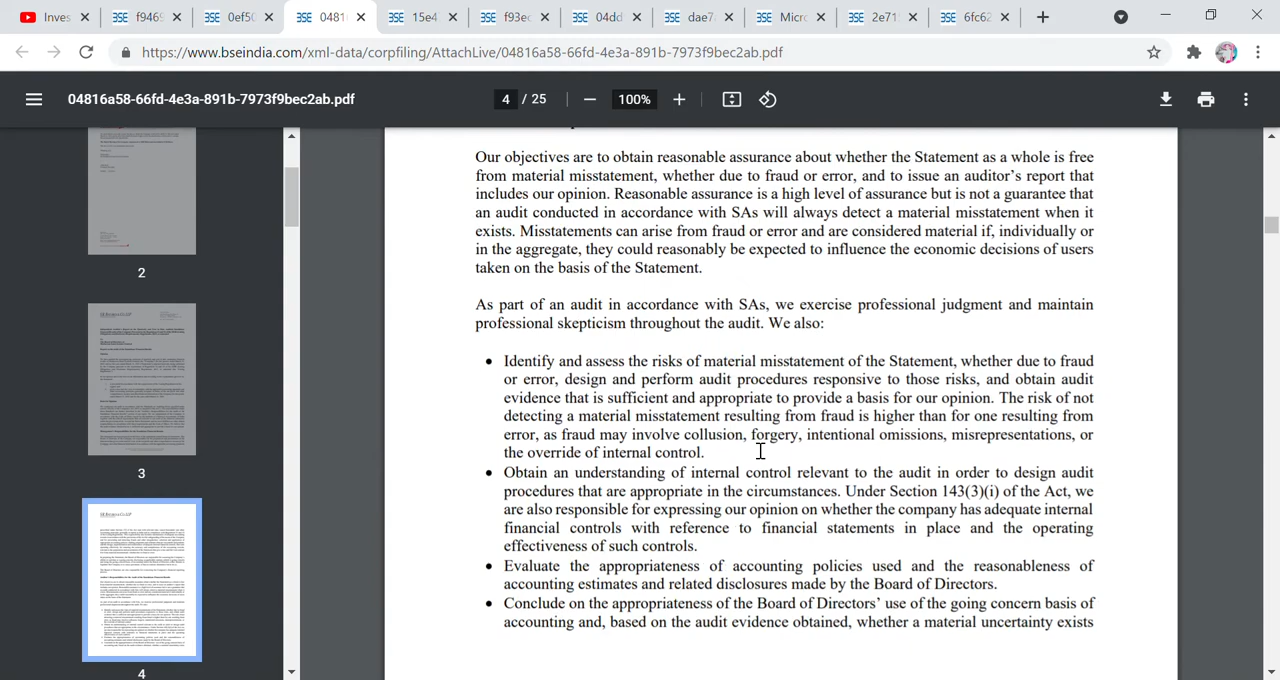 Inves
f946
0ef50
0481
15e4
f93ec
04dd
dae7
Micro
2e71
6fc62
https://www.bseindia.com/xml-data/corpfiling/AttachLive/04816a58-66fd-4e3a-891b-7973f9bec2ab.pdf
04816a58-66fd-4e3a-891b-7973f9bec2ab.pdf
4 / 25
100%
Our objectives are to obtain reasonable assurance about whether the Statement as a whole is free
from material misstatement, whether due to fraud or error, and to issue an auditor's report that
includes our opinion. Reasonable assurance is a high level of assurance but is not a guarantee that
an audit conducted in accordance with SAs will always detect a material misstatement when it
exists. Misstatements can arise from fraud or error and are considered material if, individually or
in the aggregate, they could reasonably be expected to influence the economic decisions of users
taken on the basis of the Statement.
As part of an audit in accordance with SAs, we exercise professional judgment and maintain
professional skepticism throughout the audit. We also:
• Identify and assess the risks of material misstatement of the Statement, whether due to fraud
or error, design and perform audit procedures responsive to those risks, and obtain audit
evidence that is sufficient and appropriate to provide a basis for our opinion. The risk of not
detecting a material misstatement resulting from fraud is higher than for one resulting from
error, as fraud may involve collusion, forgery, intentional omissions, misrepresentations, or
the override of internal control.
• Obtain an understanding of internal control relevant to the audit in order to design audit
procedures that are appropriate in the circumstances. Under Section 143(3)(i) of the Act, we
are also responsible for expressing our opinion on whether the company has adequate internal
financial controls with reference to financial statements in place and the operating
effectiveness of such controls.
• Evaluate the appropriateness of accounting policies used and the reasonableness of
accounting estimates and related disclosures made by the Board of Directors.
• Conclude on the appropriateness of the Board of Directors' use of the going concern basis of
accounting and, based on the audit evidence obtained, whether a material uncertainty exists
2
3
4